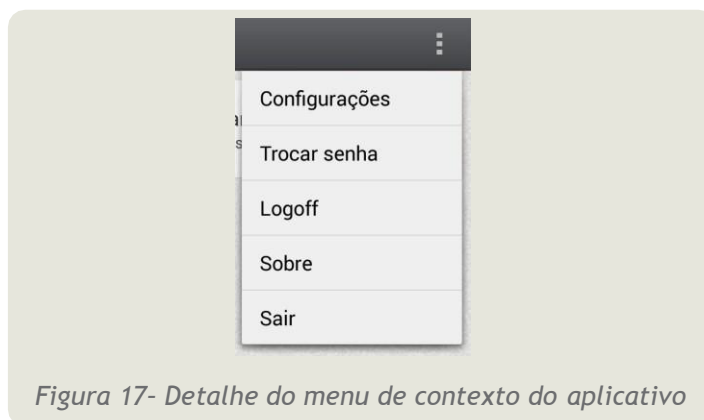 Configurações
Trocar senha
Logoff
Sobre
Sair
Figura 17– Detalhe do menu de contexto do aplicativo